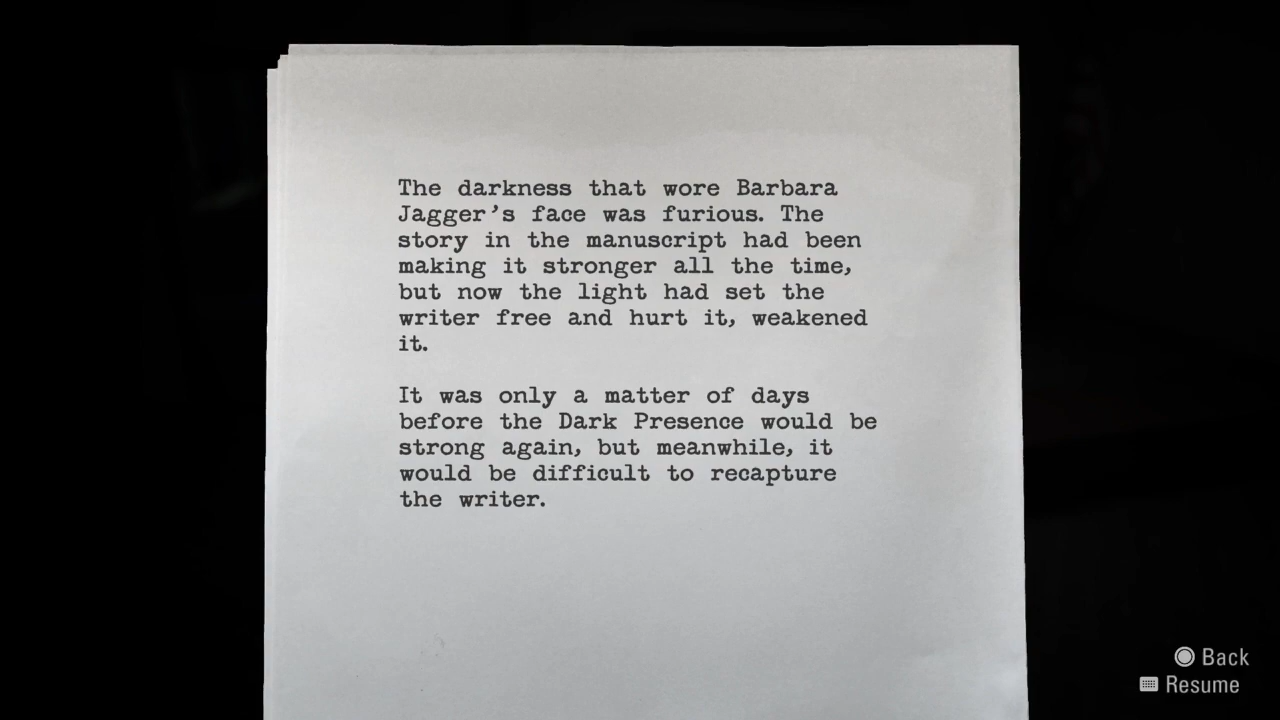 The darkness that wore Barbara
Jagger's face was furious. The
story in the manuscript had been
making it stronger all the time,
but now the light had set the
writer free and hurt it, weakened
it.
It was only a matter of days
before the Dark Presence would be
strong again, but meanwhile, it
would be difficult to recapture
the writer.
Back
Resume